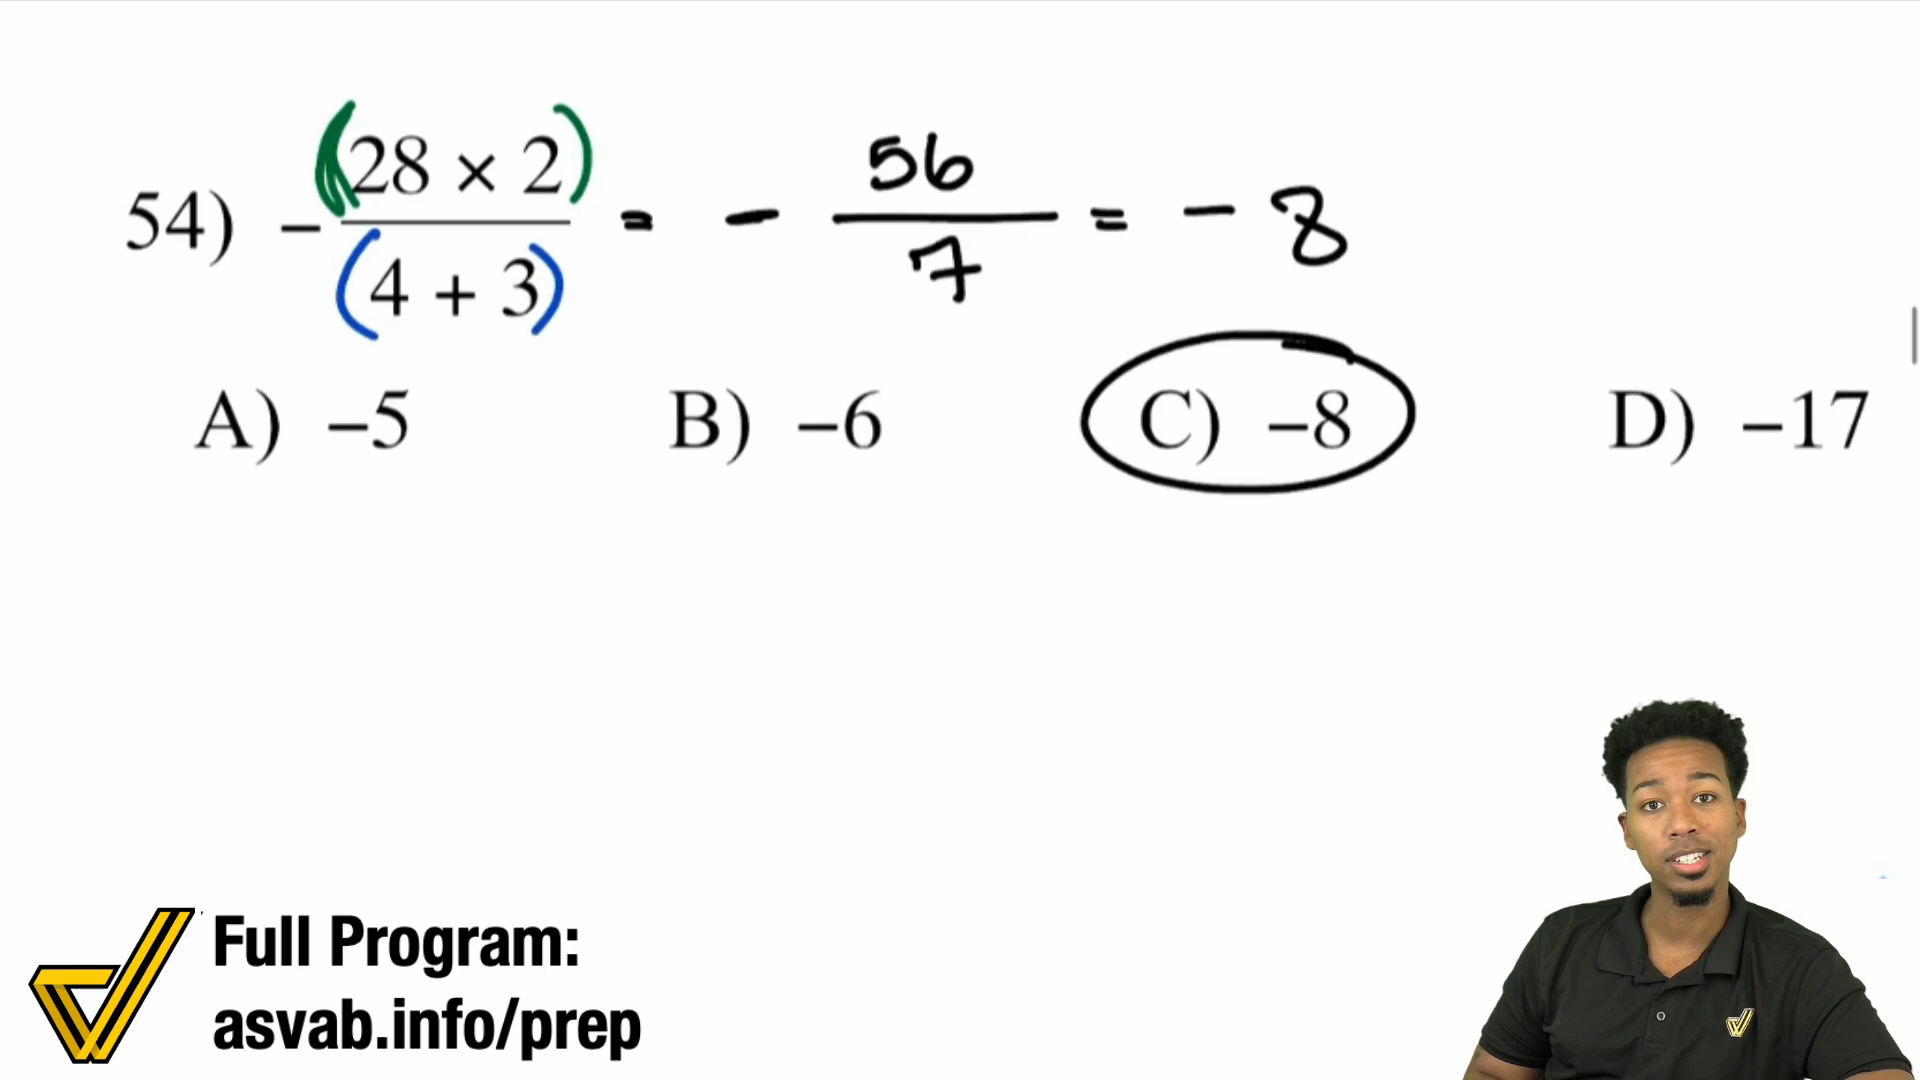 54) −(28 × 2)/(4 + 3) = − 56/7 = − 8
A) −5 B) −6 C) −8 D) −17
Full Program:
asvab.info/prep